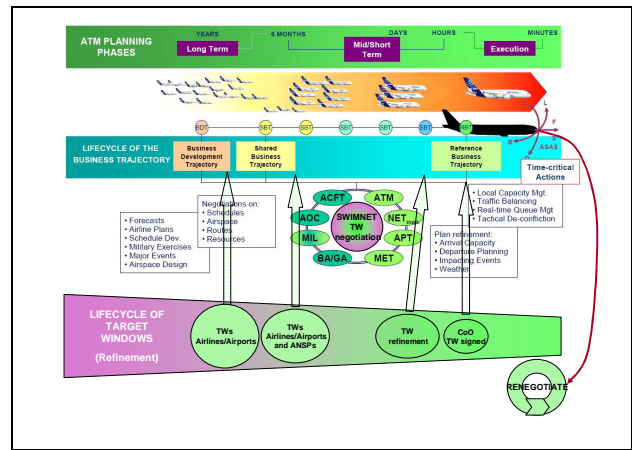 ATM PLANNING
PHASES
YEARS
6 MONTHS
DAYS
HOURS
MINUTES
Long Term
Mid/Short
Term
Execution
BDT
SBT
SBT
SBT
SBT
SBT
RBT
L
F
R
ASAS
LIFECYCLE OF THE
BUSINESS TRAJECTORY
Business
Development
Trajectory
Shared
Business
Trajectory
Reference
Business
Trajectory
Time-critical
Actions
• Forecasts
• Airline Plans
• Schedule Dev.
• Military Exercises
• Major Events
• Airspace Design
Negotiations on:
• Schedules
• Airspace
• Routes
• Resources
ACFT
ATM
AOC
NET man
MIL
APT
BA/GA
MET
SWIMNET
TW
negotiation
• Local Capacity Mgt.
• Traffic Balancing
• Real-time Queue Mgt
• Tactical De-confliction
Plan refinement:
• Arrival Capacity
• Departure Planning
• Impacting Events
• Weather
LIFECYCLE OF
TARGET
WINDOWS
(Refinement)
TWs
Airlines/Airports
TWs
Airlines/Airports
and ANSPs
TW
refinement
CoO
TW signed
RENEGOTIATE